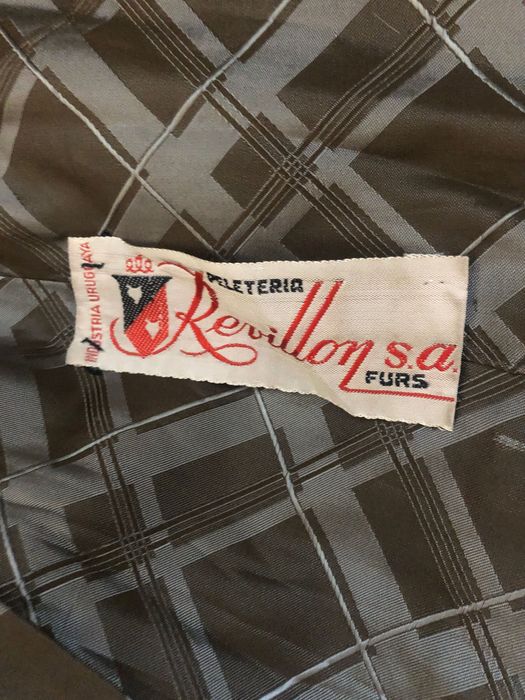 INDUSTRIA URUGUAYA
PELETERIA
Revillon s.a.
FURS